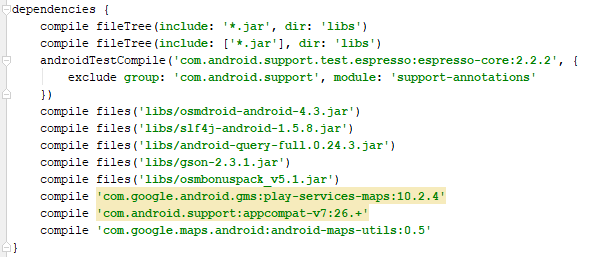 dependencies {
    compile fileTree(include: '*.jar', dir: 'libs')
    compile fileTree(include: ['*.jar'], dir: 'libs')
    androidTestCompile('com.android.support.test.espresso:espresso-core:2.2.2', {
        exclude group: 'com.android.support', module: 'support-annotations'
    })
    compile files('libs/osmdroid-android-4.3.jar')
    compile files('libs/slf4j-android-1.5.8.jar')
    compile files('libs/android-query-full.0.24.3.jar')
    compile files('libs/gson-2.3.1.jar')
    compile files('libs/osmbonuspack_v5.1.jar')
    compile 'com.google.android.gms:play-services-maps:10.2.4'
    compile 'com.android.support:appcompat-v7:26.+'
    compile 'com.google.maps.android:android-maps-utils:0.5'
}